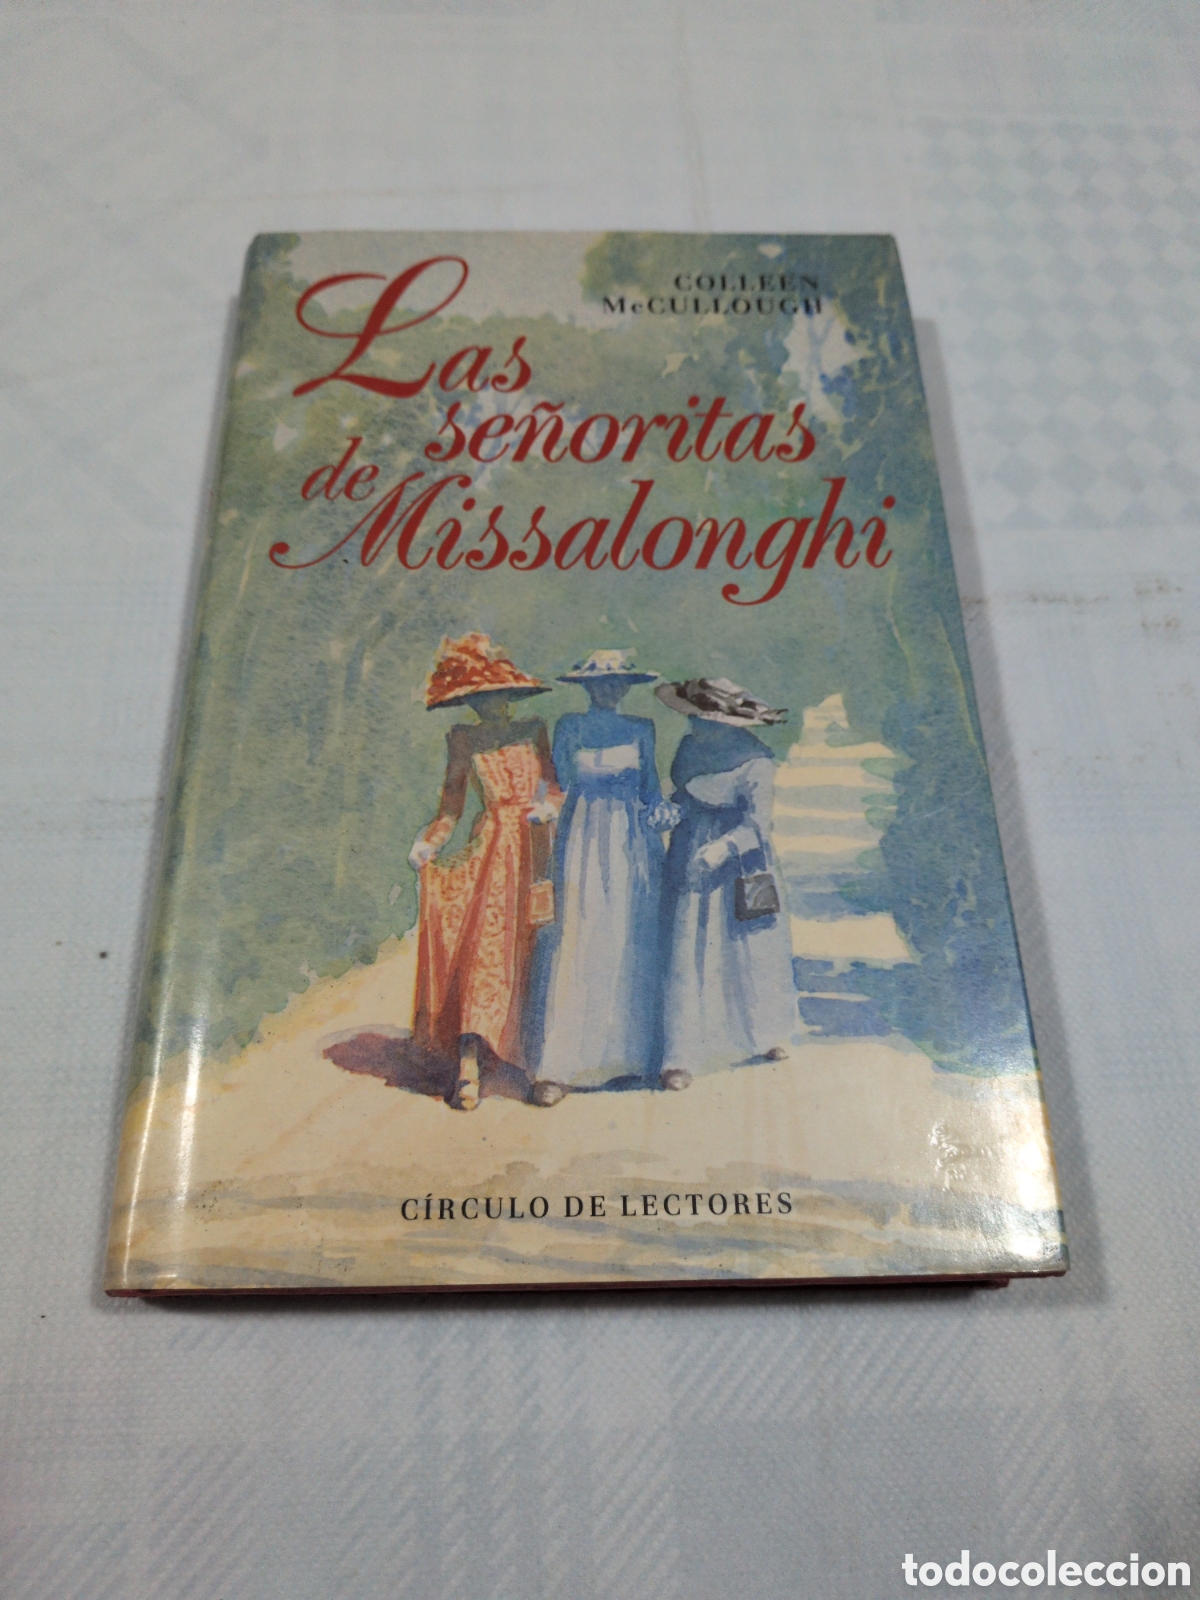 COLLEEN
McCULLOUGH
Las
señoritas
de
Missalonghi
CÍRCULO DE LECTORES
todocoleccion